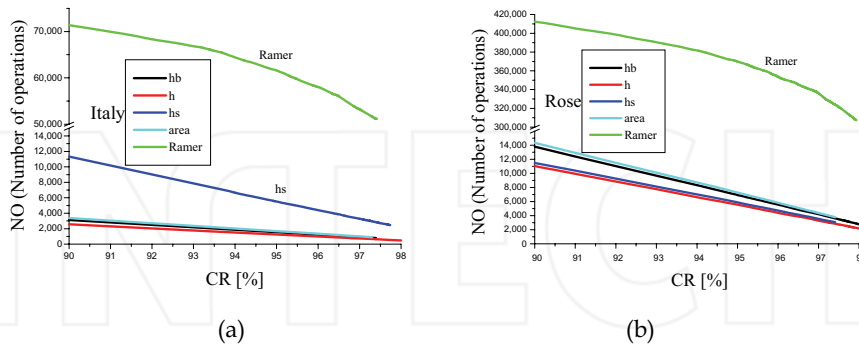 NO (Number of operations)
70,000
60,000
50,000
14,000
12,000
10,000
8,000
6,000
4,000
2,000
0
Ramer
hb
h
hs
area
Ramer
Italy
hs
90 91 92 93 94 95 96 97 98
CR [%]
(a)
NO (Number of operations)
420,000
400,000
380,000
360,000
340,000
320,000
300,000
14,000
12,000
10,000
8,000
6,000
4,000
2,000
0
Ramer
hb
h
hs
area
Ramer
Rose
90 91 92 93 94 95 96 97 98
CR [%]
(b)
INTECH